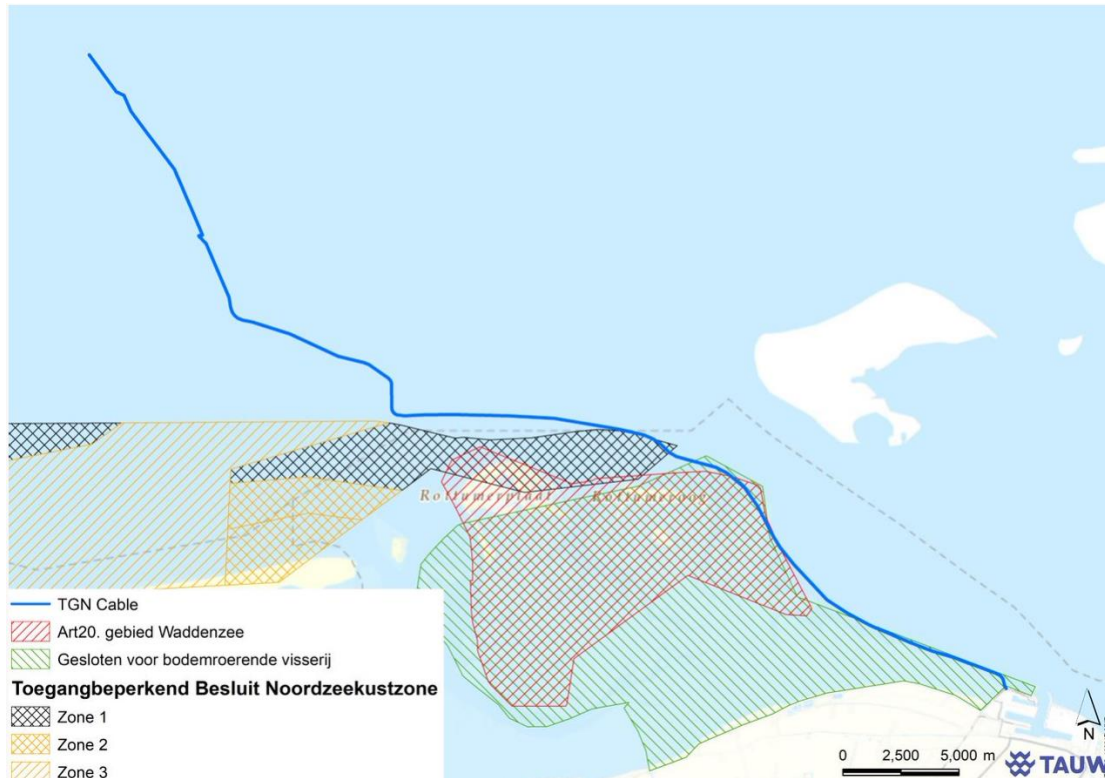 Rottumerplaat
Rottumeroog
TGN Cable
Art20. gebied Waddenzee
Gesloten voor bodemroerende visserij
Toegangbeperkend Besluit Noordzeekustzone
Zone 1
Zone 2
Zone 3
0 2,500 5,000 m
N
TAUW